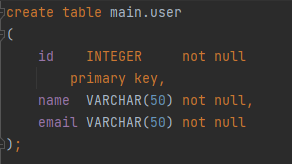 create table main.user
(
    id    INTEGER     not null
        primary key,
    name  VARCHAR(50) not null,
    email VARCHAR(50) not null
);